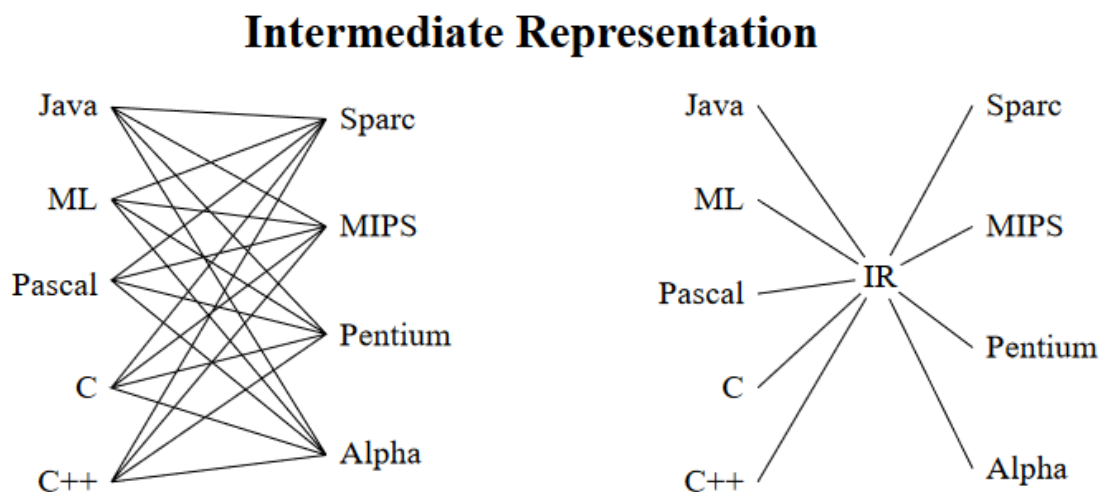 Intermediate Representation
Java
Sparc
ML
MIPS
Pascal
Pentium
C
Alpha
C++
Java
Sparc
ML
MIPS
IR
Pascal
Pentium
C
Alpha
C++